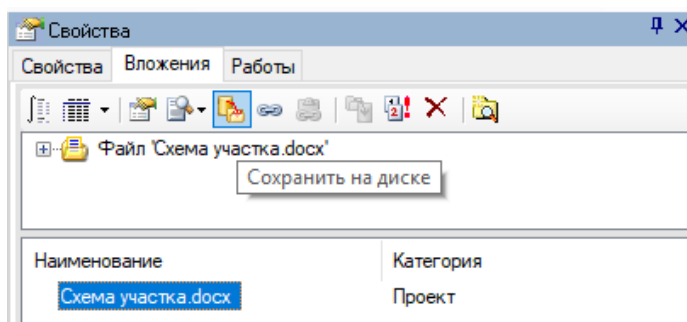 Свойства
Свойства Вложения Работы
Файл 'Схема участка.docx'
Сохранить на диске
Наименование Категория
Схема участка.docx Проект